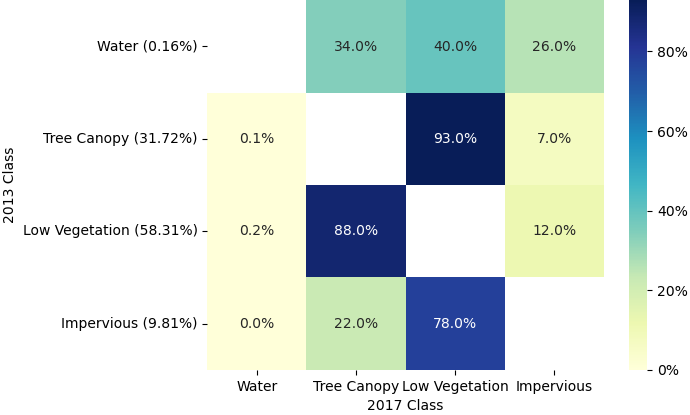 Water (0.16%)
34.0%
40.0%
26.0%
Tree Canopy (31.72%)
0.1%
93.0%
7.0%
Low Vegetation (58.31%)
0.2%
88.0%
12.0%
Impervious (9.81%)
0.0%
22.0%
78.0%
2013 Class
Water
Tree Canopy
Low Vegetation
Impervious
2017 Class
80%
60%
40%
20%
0%